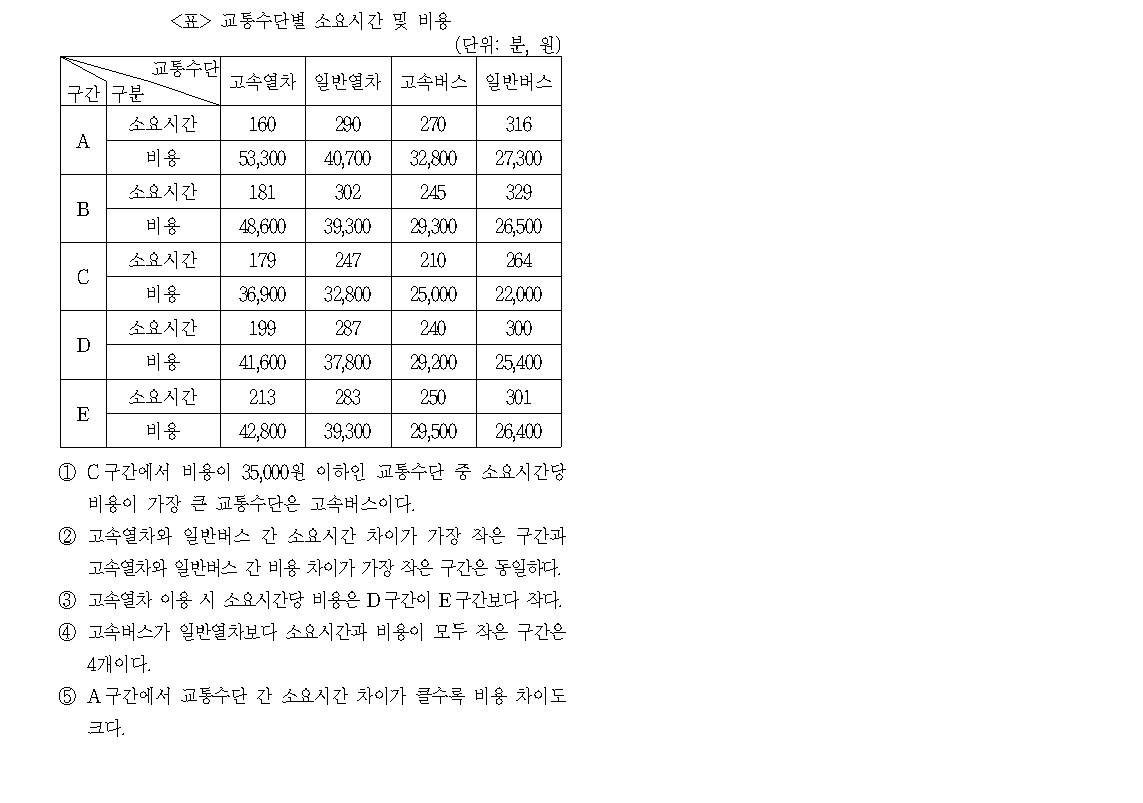 <표> 교통수단별 소요시간 및 비용
(단위: 분, 원)
교통수단
구간 구분 고속열차 일반열차 고속버스 일반버스
A 소요시간 160 290 270 316
비용 53,300 40,700 32,800 27,300
B 소요시간 181 302 245 329
비용 48,600 39,300 29,300 26,500
C 소요시간 179 247 210 264
비용 36,900 32,800 25,000 22,000
D 소요시간 199 287 240 300
비용 41,600 37,800 29,200 25,400
E 소요시간 213 283 250 301
비용 42,800 39,300 29,500 26,400
① C구간에서 비용이 35,000원 이하인 교통수단 중 소요시간당
비용이 가장 큰 교통수단은 고속버스이다.
② 고속열차와 일반버스 간 소요시간 차이가 가장 작은 구간과
고속열차와 일반버스 간 비용 차이가 가장 작은 구간은 동일하다.
③ 고속열차 이용 시 소요시간당 비용은 D구간이 E구간보다 작다.
④ 고속버스가 일반열차보다 소요시간과 비용이 모두 작은 구간은
4개이다.
⑤ A구간에서 교통수단 간 소요시간 차이가 클수록 비용 차이도
크다.